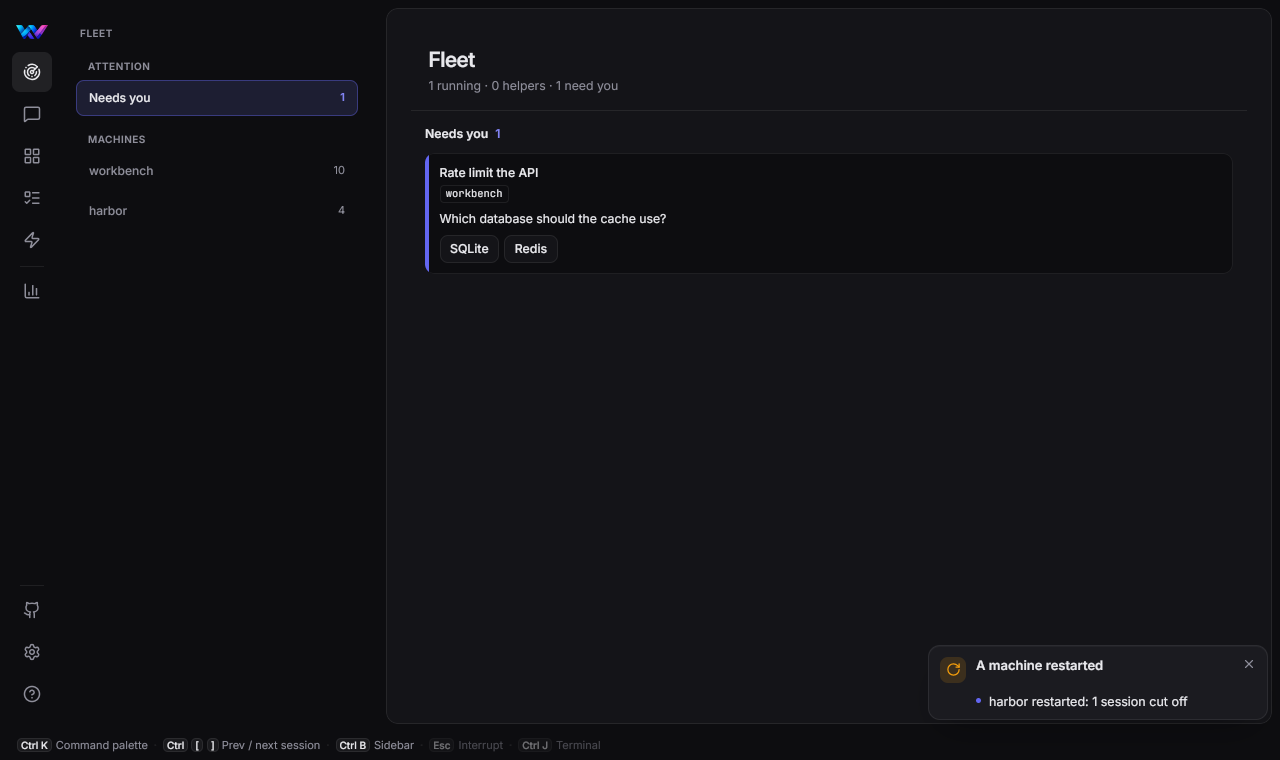 FLEET
ATTENTION
Needs you 1
MACHINES
workbench 10
harbor 4
Fleet
1 running · 0 helpers · 1 need you
Needs you 1
Rate limit the API
workbench
Which database should the cache use?
SQLite Redis
A machine restarted
harbor restarted: 1 session cut off
Ctrl K Command palette · Ctrl [ ] Prev / next session · Ctrl B Sidebar · Esc Interrupt · Ctrl J Terminal